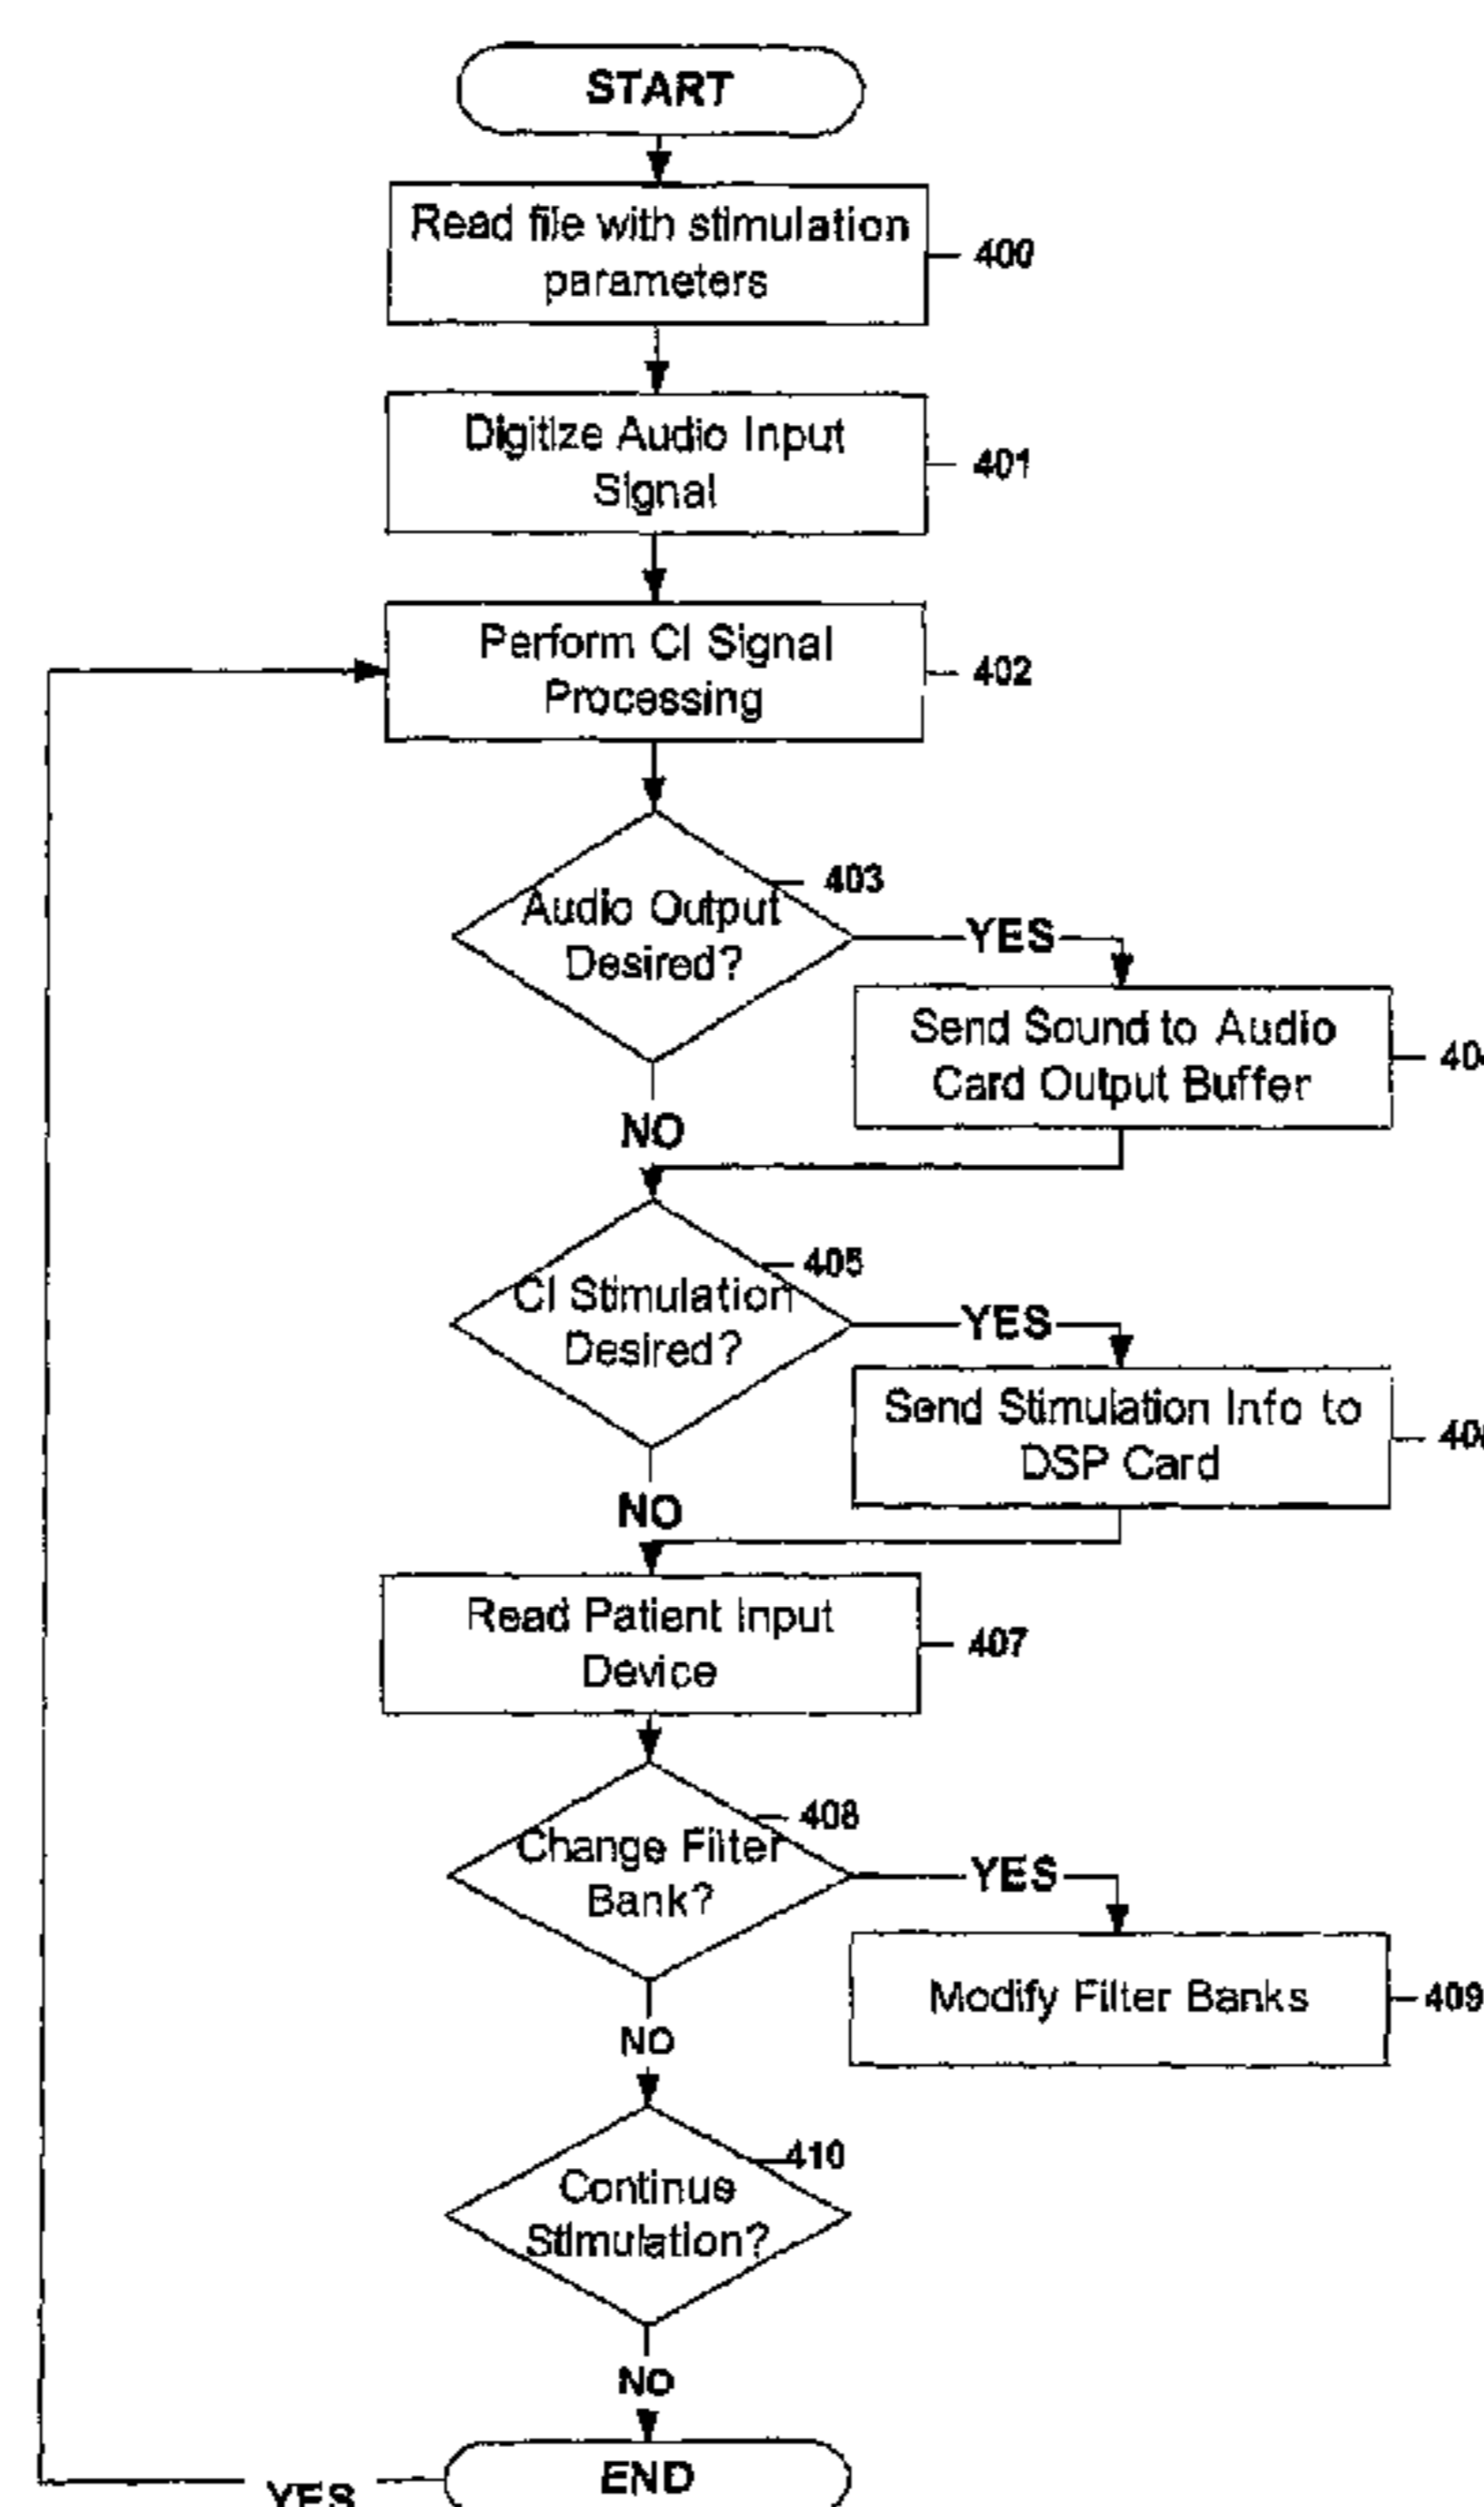 START
Read file with stimulation
parameters
400
Digitize Audio Input
Signal
401
Perform CI Signal
Processing
402
403
Audio Output
Desired?
YES
Send Sound to Audio
Card Output Buffer
NO
405
CI Stimulation
Desired?
YES
Send Stimulation Info to
DSP Card
NO
Read Patient Input
Device
407
408
Change Filter
Bank?
YES
Modify Filter Banks
409
NO
410
Continue
Stimulation?
NO
END
YES